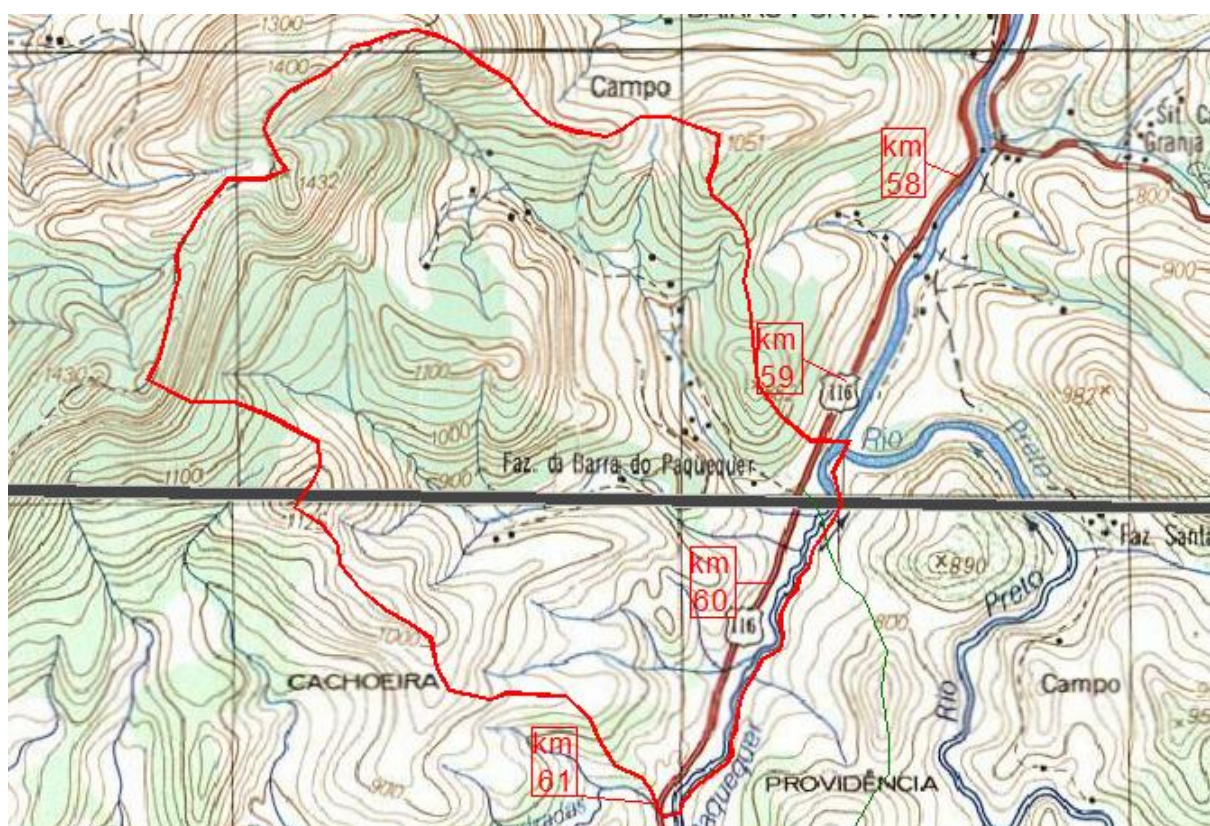 1300
1400
Campo
1051
km
58
Sit. Ca
Granja
800
1432
900
km
59
116
1430
1100
982
Rio
Preto
1000
Faz. da Barra do Paquequer
1100
900
Faz. Santa
km
60
890
Preto
116
1000
800
CACHOEIRA
Rio
Campo
km
61
900
Paquequer
PROVIDÊNCIA